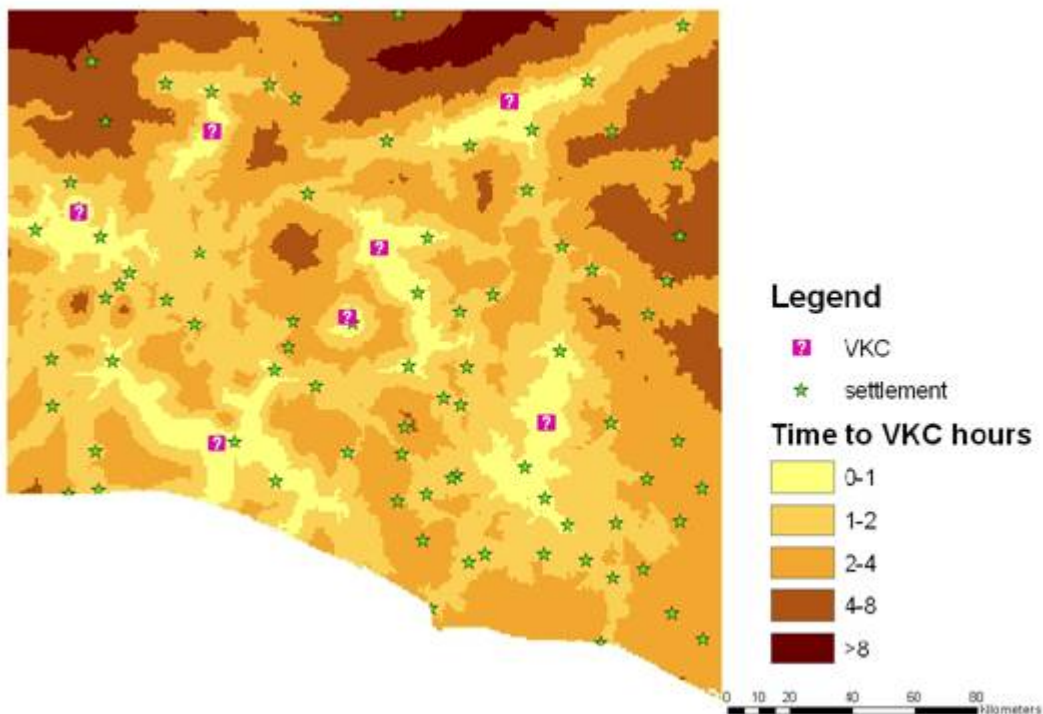 Legend
? VKC
settlement
Time to VKC hours
0-1
1-2
2-4
4-8
>8
0 10 20 40 60 80
Kilometers